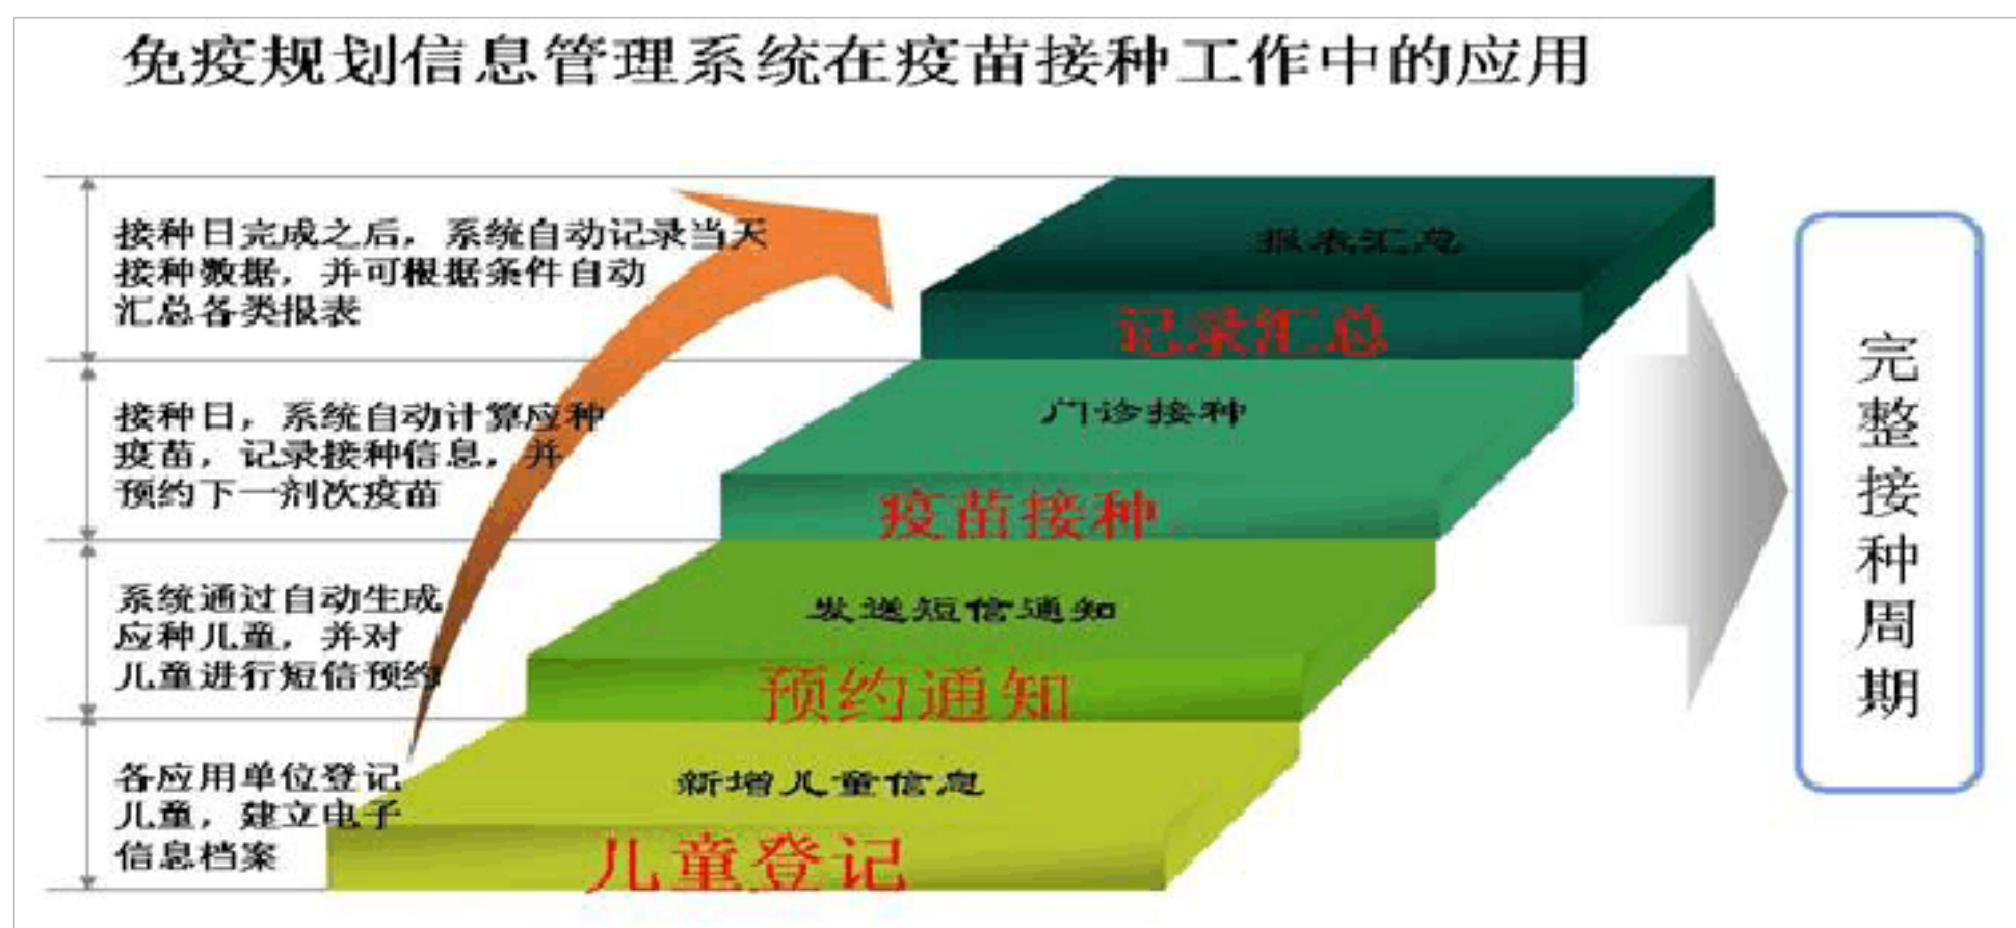 免疫规划信息管理系统在疫苗接种工作中的应用
接种日完成之后，系统自动记录当天
接种数据，并可根据条件自动
汇总各类报表
报表汇总
记录汇总
接种日，系统自动计算应种
疫苗，记录接种信息，并
预约下一剂次疫苗
门诊接种
疫苗接种
系统通过自动生成
应种儿童，并对
儿童进行短信预约
发送短信通知
预约通知
各应用单位登记
儿童，建立电子
信息档案
新增儿童信息
儿童登记
完整接种周期